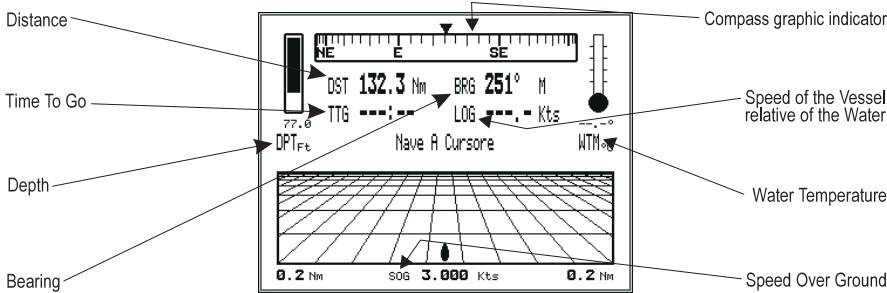 Distance
Compass graphic indicator
NE E SE
DST 132.3 Nm BRG 251° M
Time To Go
TTG ---:-- LOG ---.- Kts
Speed of the Vessel
relative of the Water
77.0
--.-°
DPT Ft Nave A Cursore WTM °C
Depth
Water Temperature
Bearing
0.2 Nm SOG 3.000 Kts 0.2 Nm
Speed Over Ground